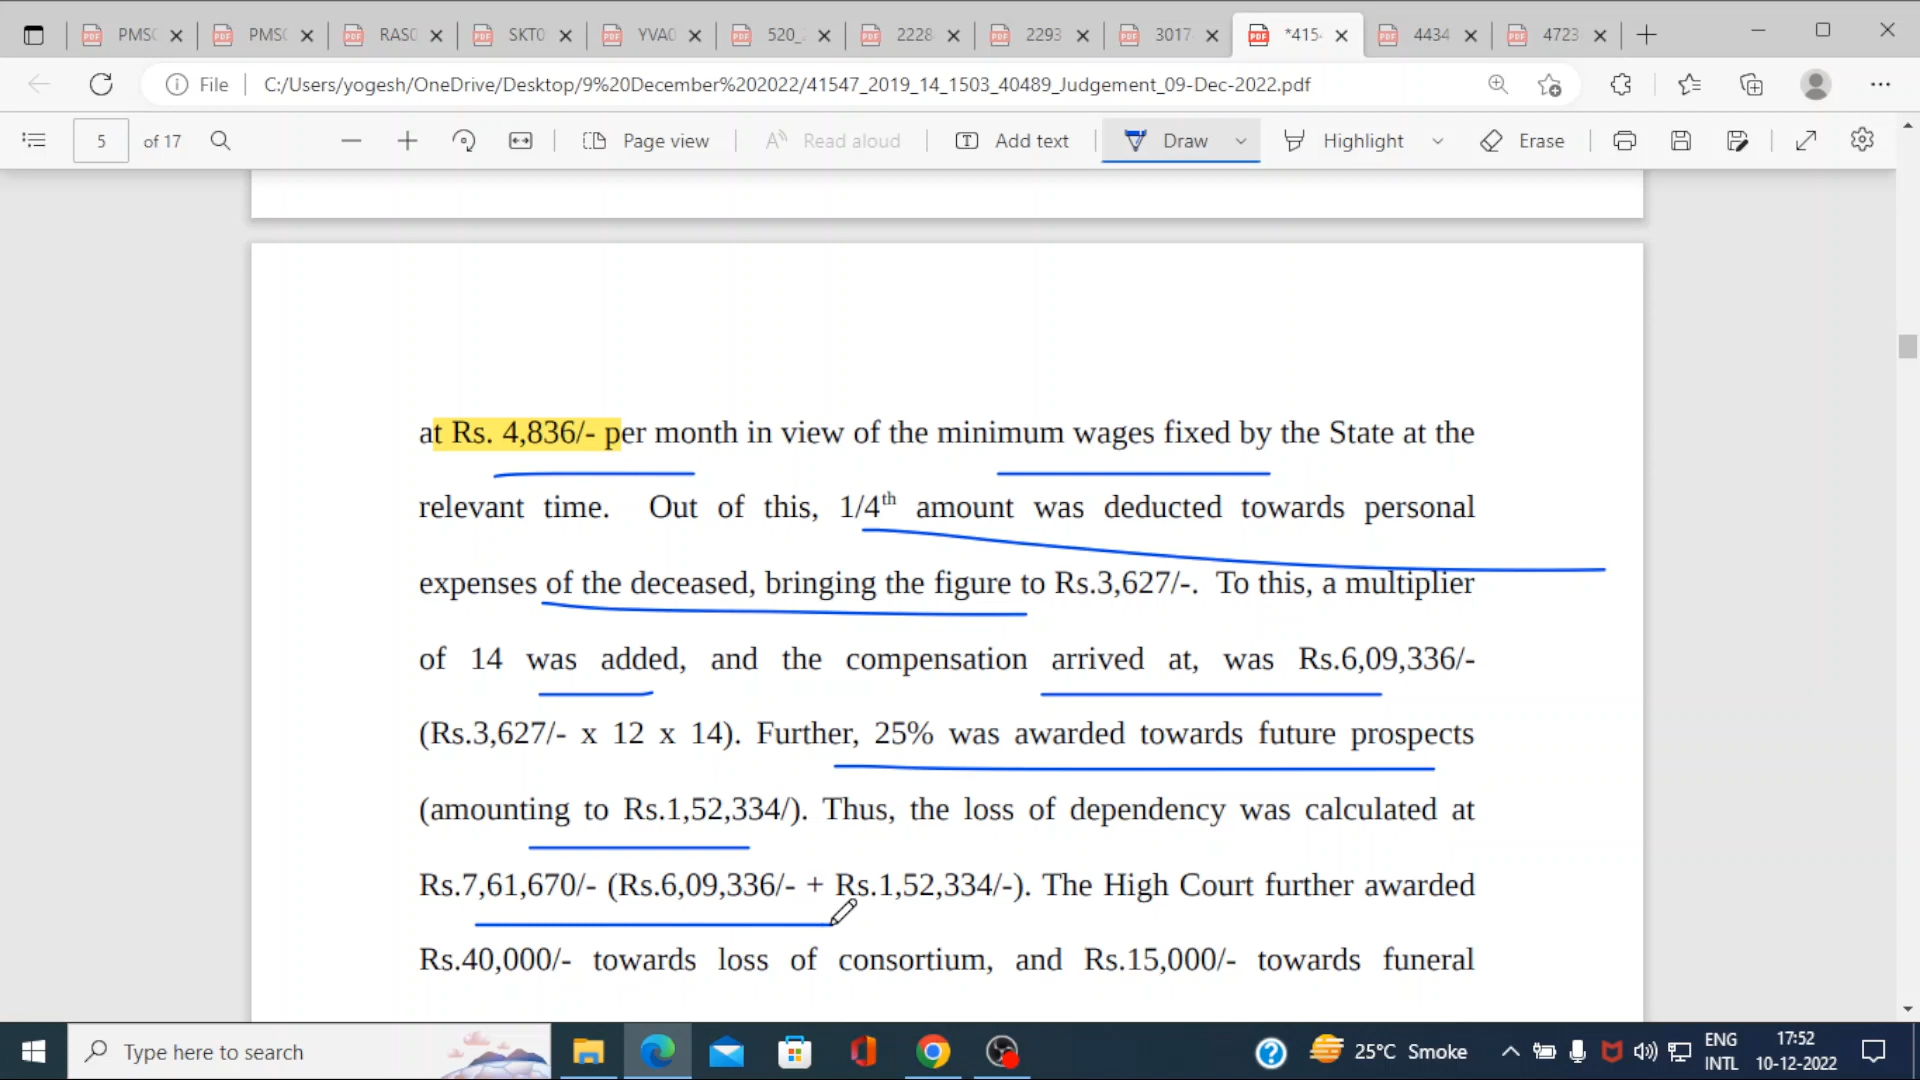 PMSC PMSC RASC SKT0 YVA0 520_ 2228 2293 3017 *415 4434 4723
File C:/Users/yogesh/OneDrive/Desktop/9%20December%202022/41547_2019_14_1503_40489_Judgement_09-Dec-2022.pdf
5 of 17 Page view Read aloud Add text Draw Highlight Erase
at Rs. 4,836/- per month in view of the minimum wages fixed by the State at the
relevant time. Out of this, 1/4th amount was deducted towards personal
expenses of the deceased, bringing the figure to Rs.3,627/-. To this, a multiplier
of 14 was added, and the compensation arrived at, was Rs.6,09,336/-
(Rs.3,627/- x 12 x 14). Further, 25% was awarded towards future prospects
(amounting to Rs.1,52,334/). Thus, the loss of dependency was calculated at
Rs.7,61,670/- (Rs.6,09,336/- + Rs.1,52,334/-). The High Court further awarded
Rs.40,000/- towards loss of consortium, and Rs.15,000/- towards funeral
Type here to search 25°C Smoke ENG 17:52
INTL 10-12-2022